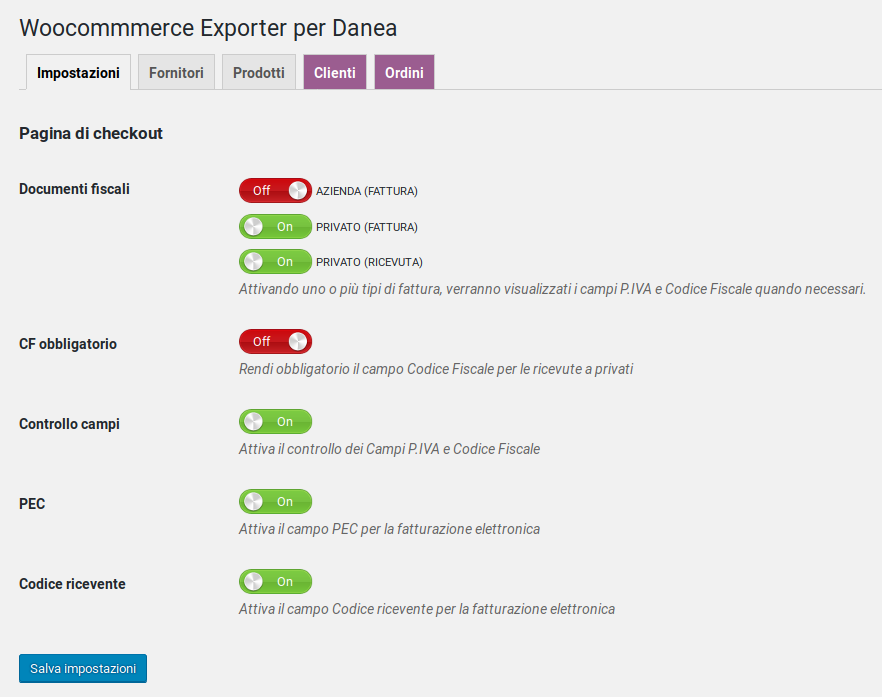 Woocommmerce Exporter per Danea
Impostazioni Fornitori Prodotti Clienti Ordini
Pagina di checkout
Documenti fiscali Off AZIENDA (FATTURA)
On PRIVATO (FATTURA)
On PRIVATO (RICEVUTA)
Attivando uno o più tipi di fattura, verranno visualizzati i campi P.IVA e Codice Fiscale quando necessari.
CF obbligatorio Off
Rendi obbligatorio il campo Codice Fiscale per le ricevute a privati
Controllo campi On
Attiva il controllo dei Campi P.IVA e Codice Fiscale
PEC On
Attiva il campo PEC per la fatturazione elettronica
Codice ricevente On
Attiva il campo Codice ricevente per la fatturazione elettronica
Salva impostazioni